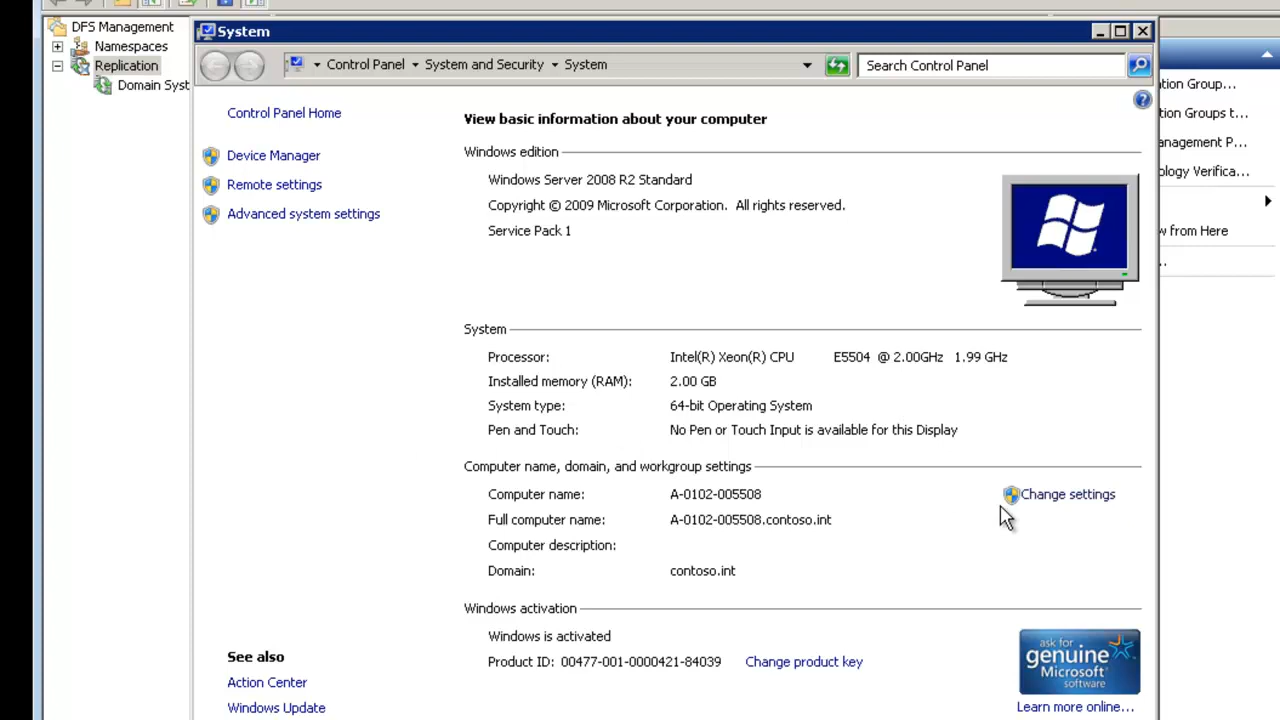 DFS Management
Namespaces
Replication
Domain Syst
System
Control Panel
System and Security
System
Search Control Panel
Control Panel Home
Device Manager
Remote settings
Advanced system settings
View basic information about your computer
Windows edition
Windows Server 2008 R2 Standard
Copyright © 2009 Microsoft Corporation. All rights reserved.
Service Pack 1
System
Processor: Intel(R) Xeon(R) CPU E5504 @ 2.00GHz 1.99 GHz
Installed memory (RAM): 2.00 GB
System type: 64-bit Operating System
Pen and Touch: No Pen or Touch Input is available for this Display
Computer name, domain, and workgroup settings
Computer name: A-0102-005508
Change settings
Full computer name: A-0102-005508.contoso.int
Computer description:
Domain: contoso.int
Windows activation
Windows is activated
Product ID: 00477-001-0000421-84039 Change product key
ask for
genuine
Microsoft
software
Learn more online...
See also
Action Center
Windows Update
tion Group...
tion Groups t...
anagement P...
ology Verifica...
w from Here
...